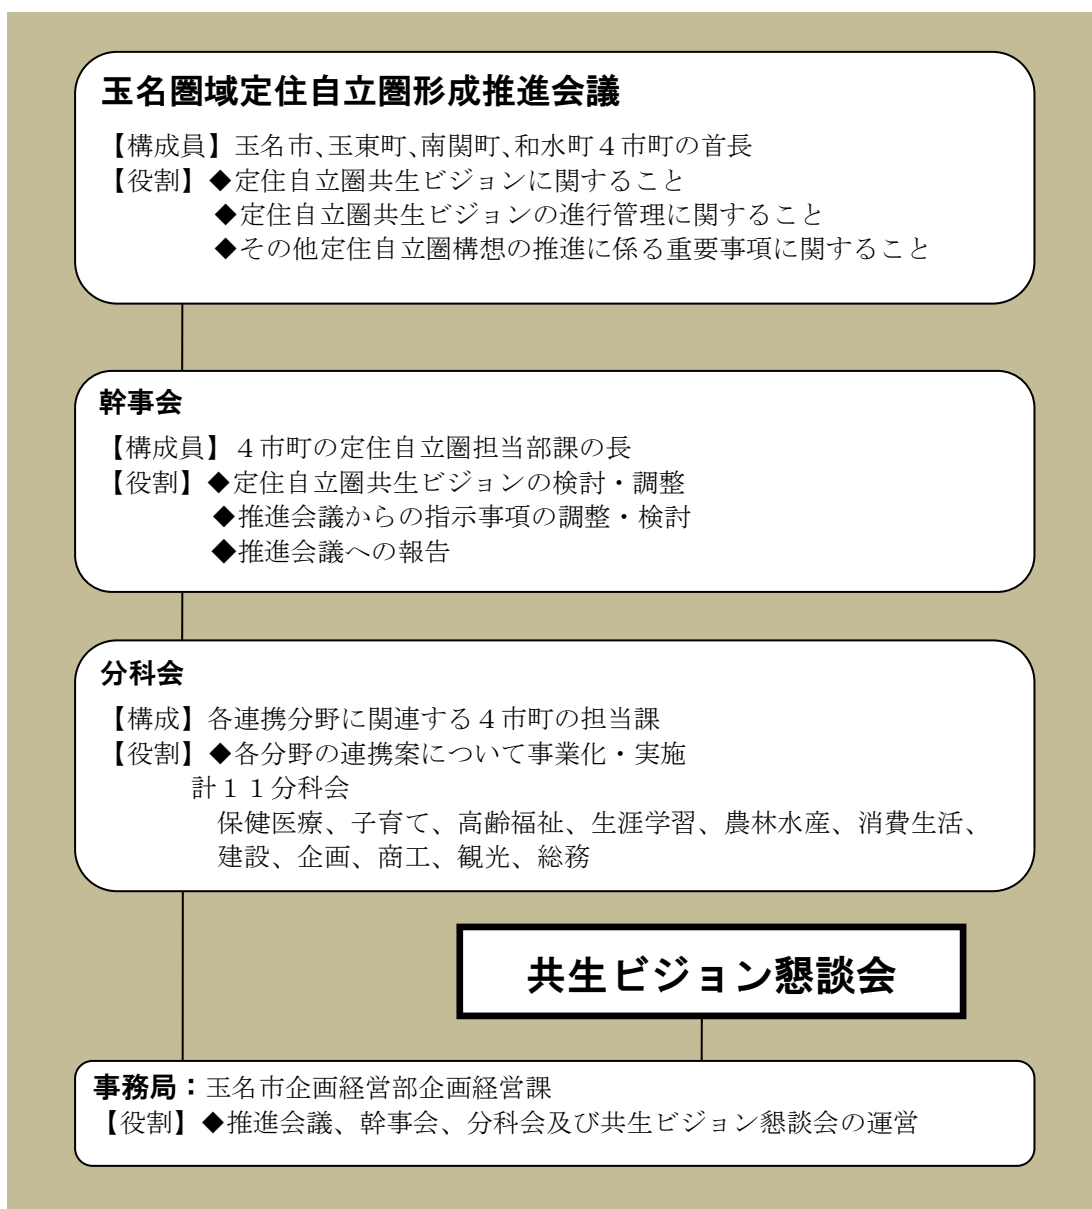 玉名圏域定住自立圏形成推進会議
【構成員】玉名市、玉東町、南関町、和水町４市町の首長
【役割】◆定住自立圏共生ビジョンに関すること
◆定住自立圏共生ビジョンの進行管理に関すること
◆その他定住自立圏構想の推進に係る重要事項に関すること
幹事会
【構成員】４市町の定住自立圏担当部課の長
【役割】◆定住自立圏共生ビジョンの検討・調整
◆推進会議からの指示事項の調整・検討
◆推進会議への報告
分科会
【構成】各連携分野に関連する４市町の担当課
【役割】◆各分野の連携案について事業化・実施
計１１分科会
保健医療、子育て、高齢福祉、生涯学習、農林水産、消費生活、
建設、企画、商工、観光、総務
共生ビジョン懇談会
事務局：玉名市企画経営部企画経営課
【役割】◆推進会議、幹事会、分科会及び共生ビジョン懇談会の運営